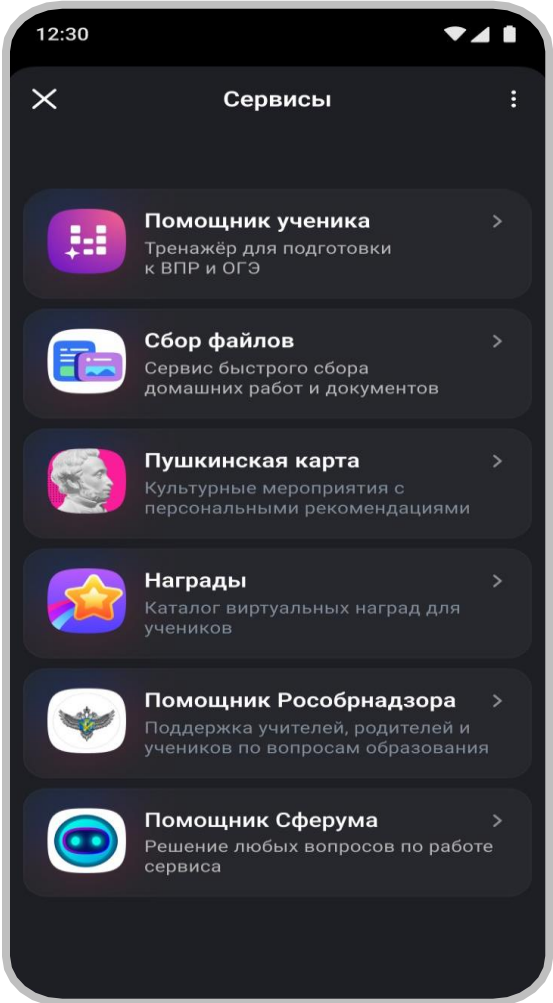 12:30
Сервисы
Помощник ученика
Тренажёр для подготовки
к ВПР и ОГЭ
Сбор файлов
Сервис быстрого сбора
домашних работ и документов
Пушкинская карта
Культурные мероприятия с
персональными рекомендациями
Награды
Каталог виртуальных наград для
учеников
Помощник Рособрнадзора
Поддержка учителей, родителей и
учеников по вопросам образования
Помощник Сферума
Решение любых вопросов по работе
сервиса